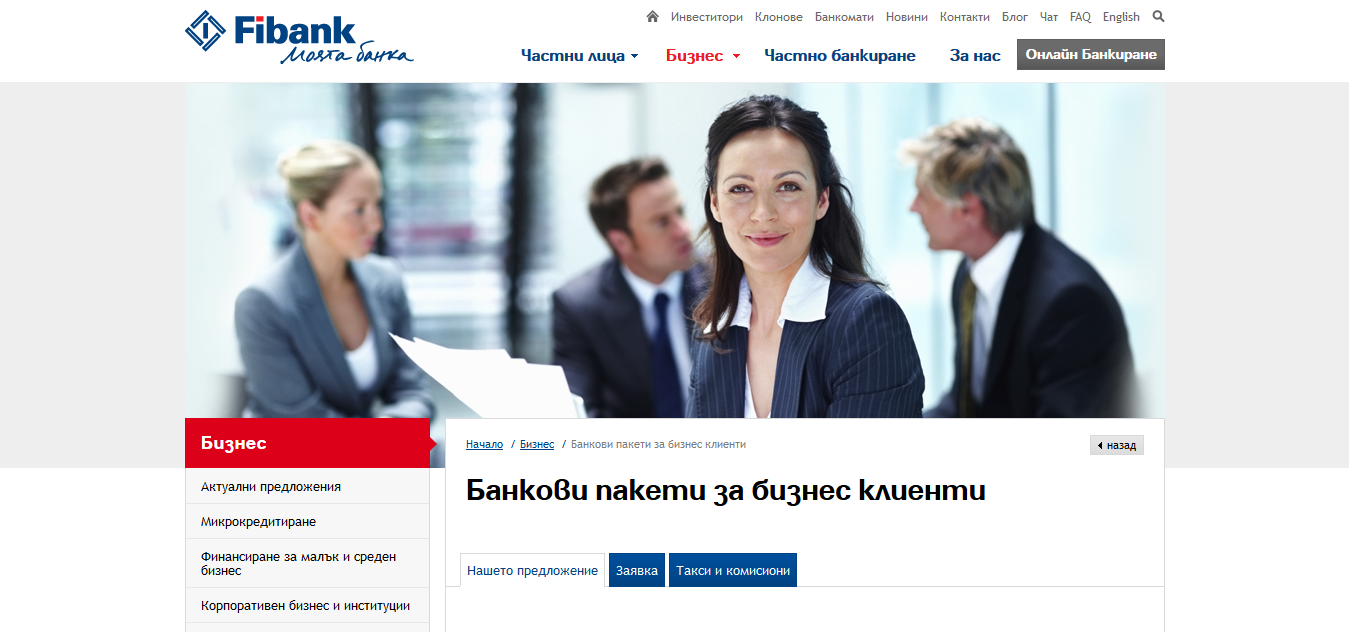 Fibank
Моята банка
Инвеститори Клонове Банкомати Новини Контакти Блог Чат FAQ English
Частни лица Бизнес Частно банкиране За нас Онлайн Банкиране
Бизнес
Актуални предложения
Микрокредитиране
Финансиране за малък и среден
бизнес
Корпоративен бизнес и институции
Начало / Бизнес / Банкови пакети за бизнес клиенти
назад
Банкови пакети за бизнес клиенти
Нашето предложение Заявка Такси и комисиони